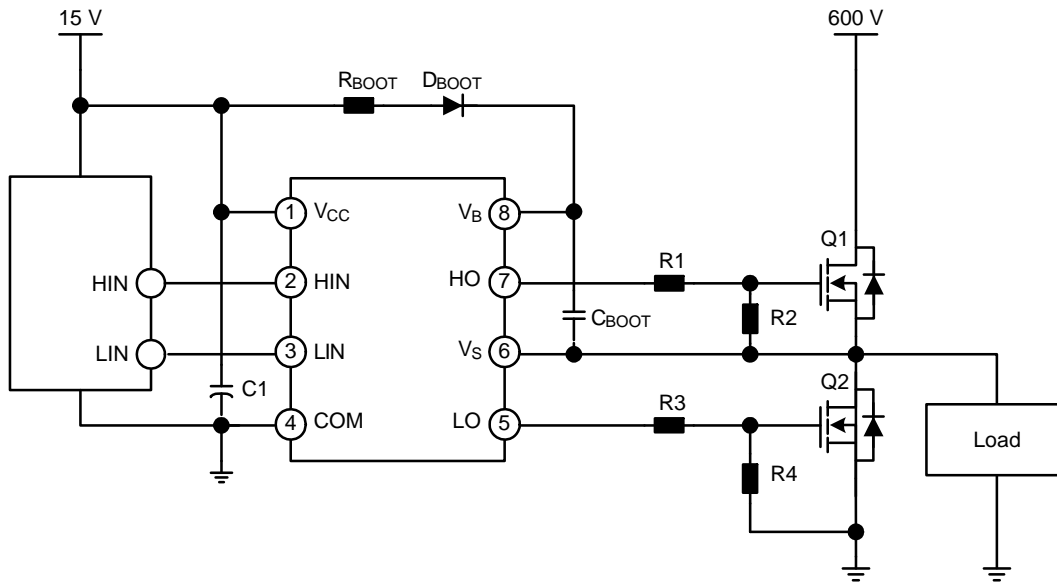 15 V
600 V
RBOOT
DBOOT
1
VCC
VB
8
Q1
HIN
2
HIN
HO
7
R1
R2
CBOOT
LIN
3
LIN
VS
6
Q2
C1
4
COM
LO
5
R3
Load
R4